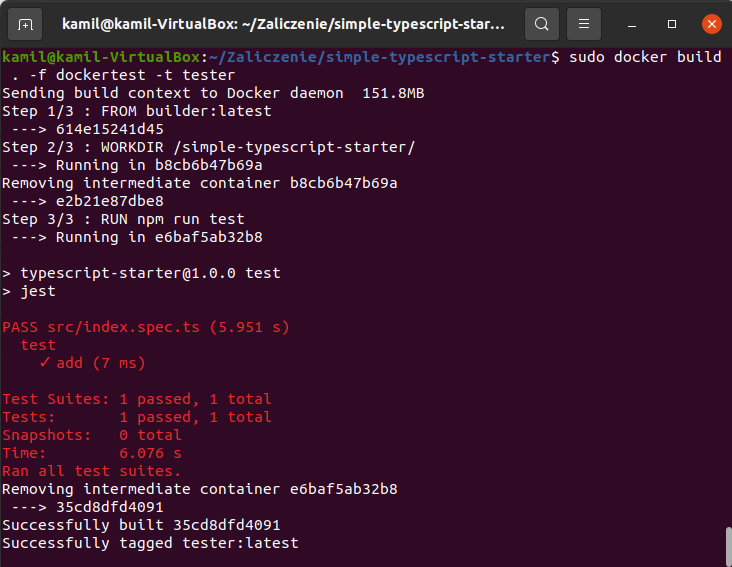 kamil@kamil-VirtualBox: ~/Zaliczenie/simple-typescript-star...
kamil@kamil-VirtualBox:~/Zaliczenie/simple-typescript-starter$ sudo docker build
. -f dockertest -t tester
Sending build context to Docker daemon  151.8MB
Step 1/3 : FROM builder:latest
---> 614e15241d45
Step 2/3 : WORKDIR /simple-typescript-starter/
---> Running in b8cb6b47b69a
Removing intermediate container b8cb6b47b69a
---> e2b21e87dbe8
Step 3/3 : RUN npm run test
---> Running in e6baf5ab32b8
> typescript-starter@1.0.0 test
> jest
PASS src/index.spec.ts (5.951 s)
test
✓ add (7 ms)
Test Suites: 1 passed, 1 total
Tests:       1 passed, 1 total
Snapshots:   0 total
Time:        6.076 s
Ran all test suites.
Removing intermediate container e6baf5ab32b8
---> 35cd8dfd4091
Successfully built 35cd8dfd4091
Successfully tagged tester:latest